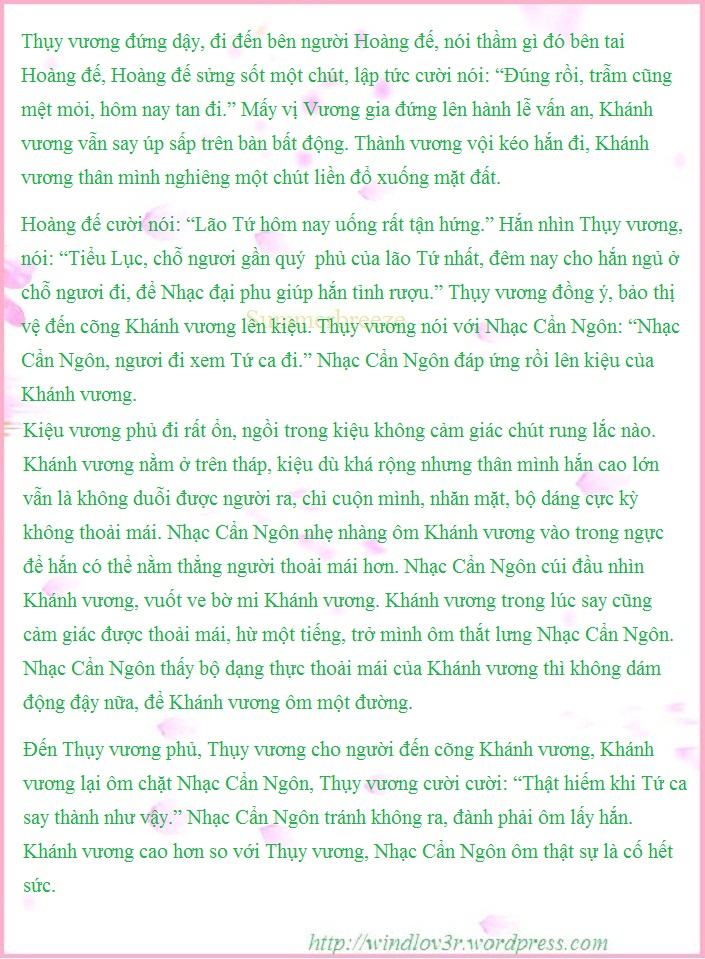 Thụy vương đứng dậy, đi đến bên người Hoàng đế, nói thầm gì đó bên tai
Hoàng đế, Hoàng đế sửng sốt một chút, lập tức cười nói: “Đúng rồi, trẫm cũng
mệt mỏi, hôm nay tan đi.” Mấy vị Vương gia đứng lên hành lễ vấn an, Khánh
vương vẫn say úp sấp trên bàn bất động. Thành vương vội kéo hắn đi, Khánh
vương thân mình nghiêng một chút liền đổ xuống mặt đất.
Hoàng đế cười nói: “Lão Tứ hôm nay uống rất tận hứng.” Hắn nhìn Thụy vương,
nói: “Tiểu Lục, chỗ ngươi gần quý phủ của lão Tứ nhất, đêm nay cho hắn ngủ ở
chỗ ngươi đi, để Nhạc đại phu giúp hắn tỉnh rượu.” Thụy vương đồng ý, bảo thị
Summerbreeze
vệ đến cõng Khánh vương lên kiệu. Thụy vương nói với Nhạc Cẩn Ngôn: “Nhạc
Cẩn Ngôn, ngươi đi xem Tứ ca đi.” Nhạc Cẩn Ngôn đáp ứng rồi lên kiệu của
Khánh vương.
Kiệu vương phủ đi rất ổn, ngồi trong kiệu không cảm giác chút rung lắc nào.
Khánh vương nằm ở trên tháp, kiệu dù khá rộng nhưng thân mình hắn cao lớn
vẫn là không duỗi được người ra, chỉ cuộn mình, nhăn mặt, bộ dáng cực kỳ
không thoải mái. Nhạc Cẩn Ngôn nhẹ nhàng ôm Khánh vương vào trong ngực
để hắn có thể nằm thẳng người thoải mái hơn. Nhạc Cẩn Ngôn cúi đầu nhìn
Khánh vương, vuốt ve bờ mi Khánh vương. Khánh vương trong lúc say cũng
cảm giác được thoải mái, hừ một tiếng, trở mình ôm thắt lưng Nhạc Cẩn Ngôn.
Nhạc Cẩn Ngôn thấy bộ dạng thực thoải mái của Khánh vương thì không dám
động đậy nữa, để Khánh vương ôm một đường.
Đến Thụy vương phủ, Thụy vương cho người đến cõng Khánh vương, Khánh
vương lại ôm chặt Nhạc Cẩn Ngôn, Thụy vương cười cười: “Thật hiếm khi Tứ ca
say thành như vậy.” Nhạc Cẩn Ngôn tránh không ra, đành phải ôm lấy hắn.
Khánh vương cao hơn so với Thụy vương, Nhạc Cẩn Ngôn ôm thật sự là cố hết
sức.
http://windlov3r.wordpress.com